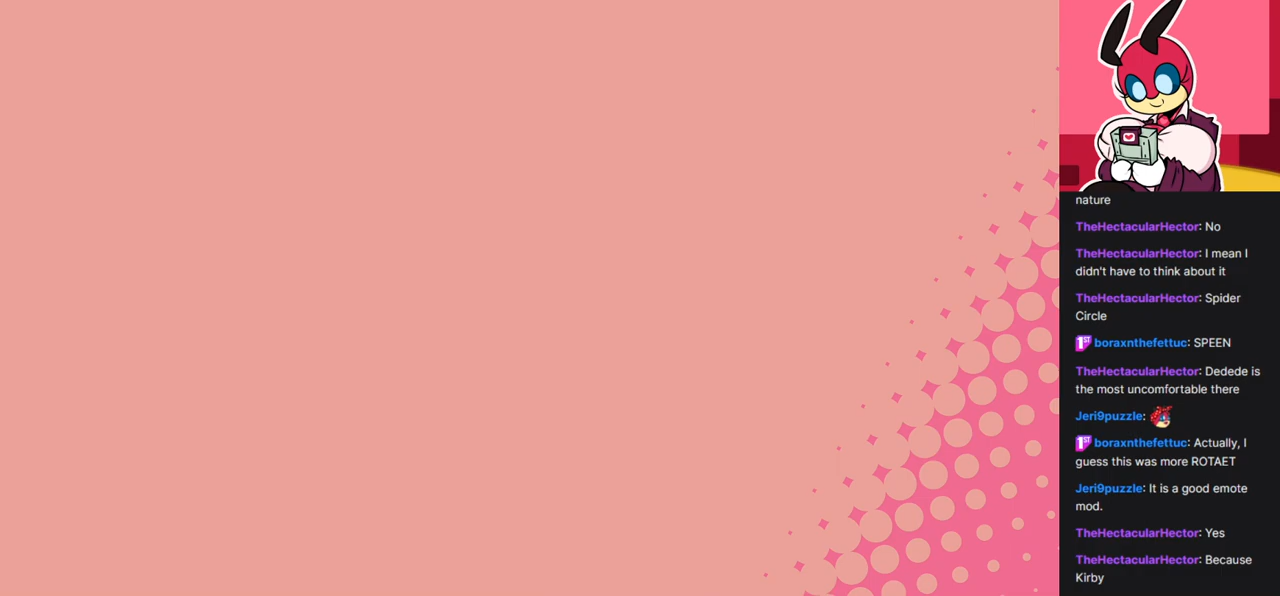 nature
TheHectacularHector: No
TheHectacularHector: I mean I
didn't have to think about it
TheHectacularHector: Spider
Circle
1ST boraxnthefettuc: SPEEN
TheHectacularHector: Dedede is
the most uncomfortable there
Jeri9puzzle:
1ST boraxnthefettuc: Actually, I
guess this was more ROTAET
Jeri9puzzle: It is a good emote
mod.
TheHectacularHector: Yes
TheHectacularHector: Because
Kirby